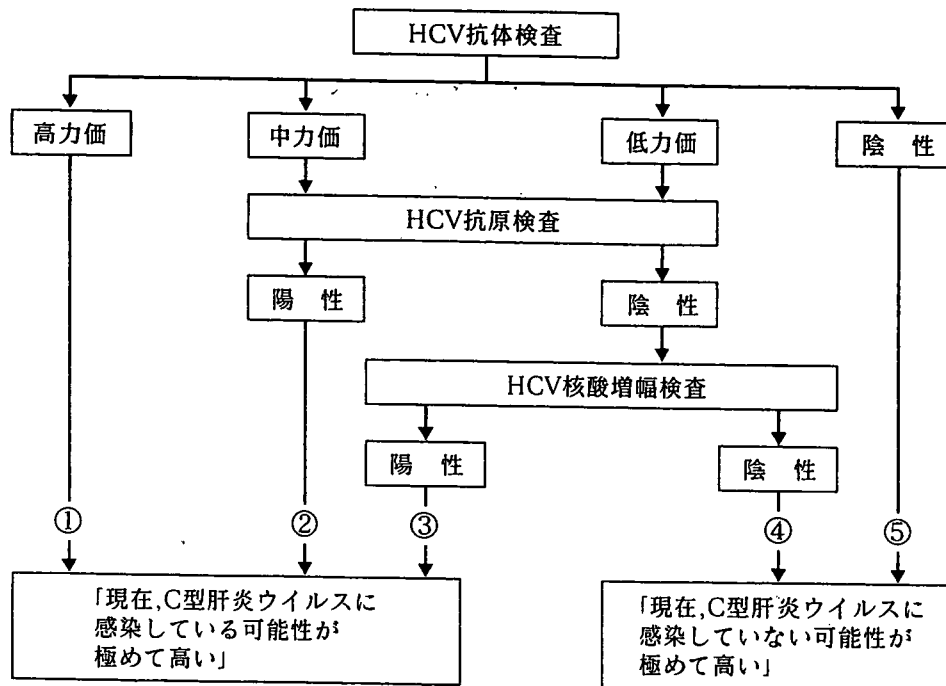 HCV抗体検査
高力価
中力価
低力価
陰 性
HCV抗原検査
陽 性
陰 性
HCV核酸増幅検査
陽 性
陰 性
①
②
③
④
⑤
「現在,C型肝炎ウイルスに
感染している可能性が
極めて高い」
「現在,C型肝炎ウイルスに
感染していない可能性が
極めて高い」